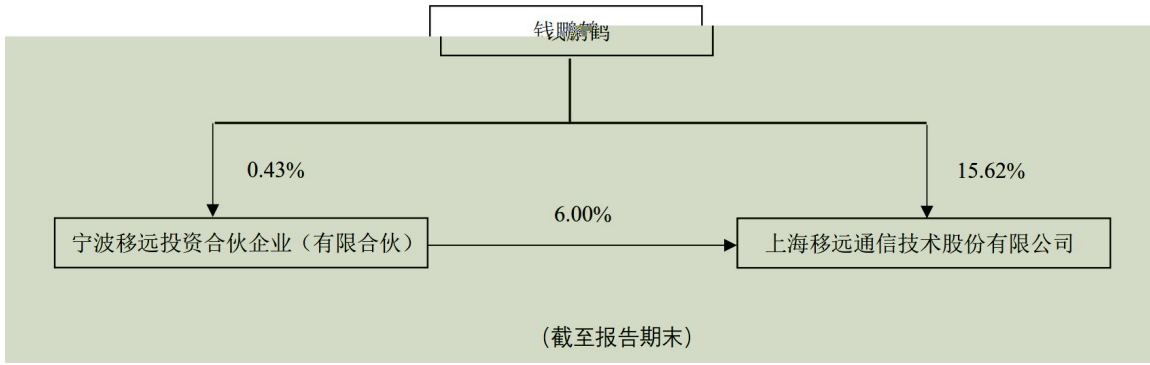 钱鹏鹤
0.43%
15.62%
6.00%
宁波移远投资合伙企业（有限合伙）
上海移远通信技术股份有限公司
（截至报告期末）